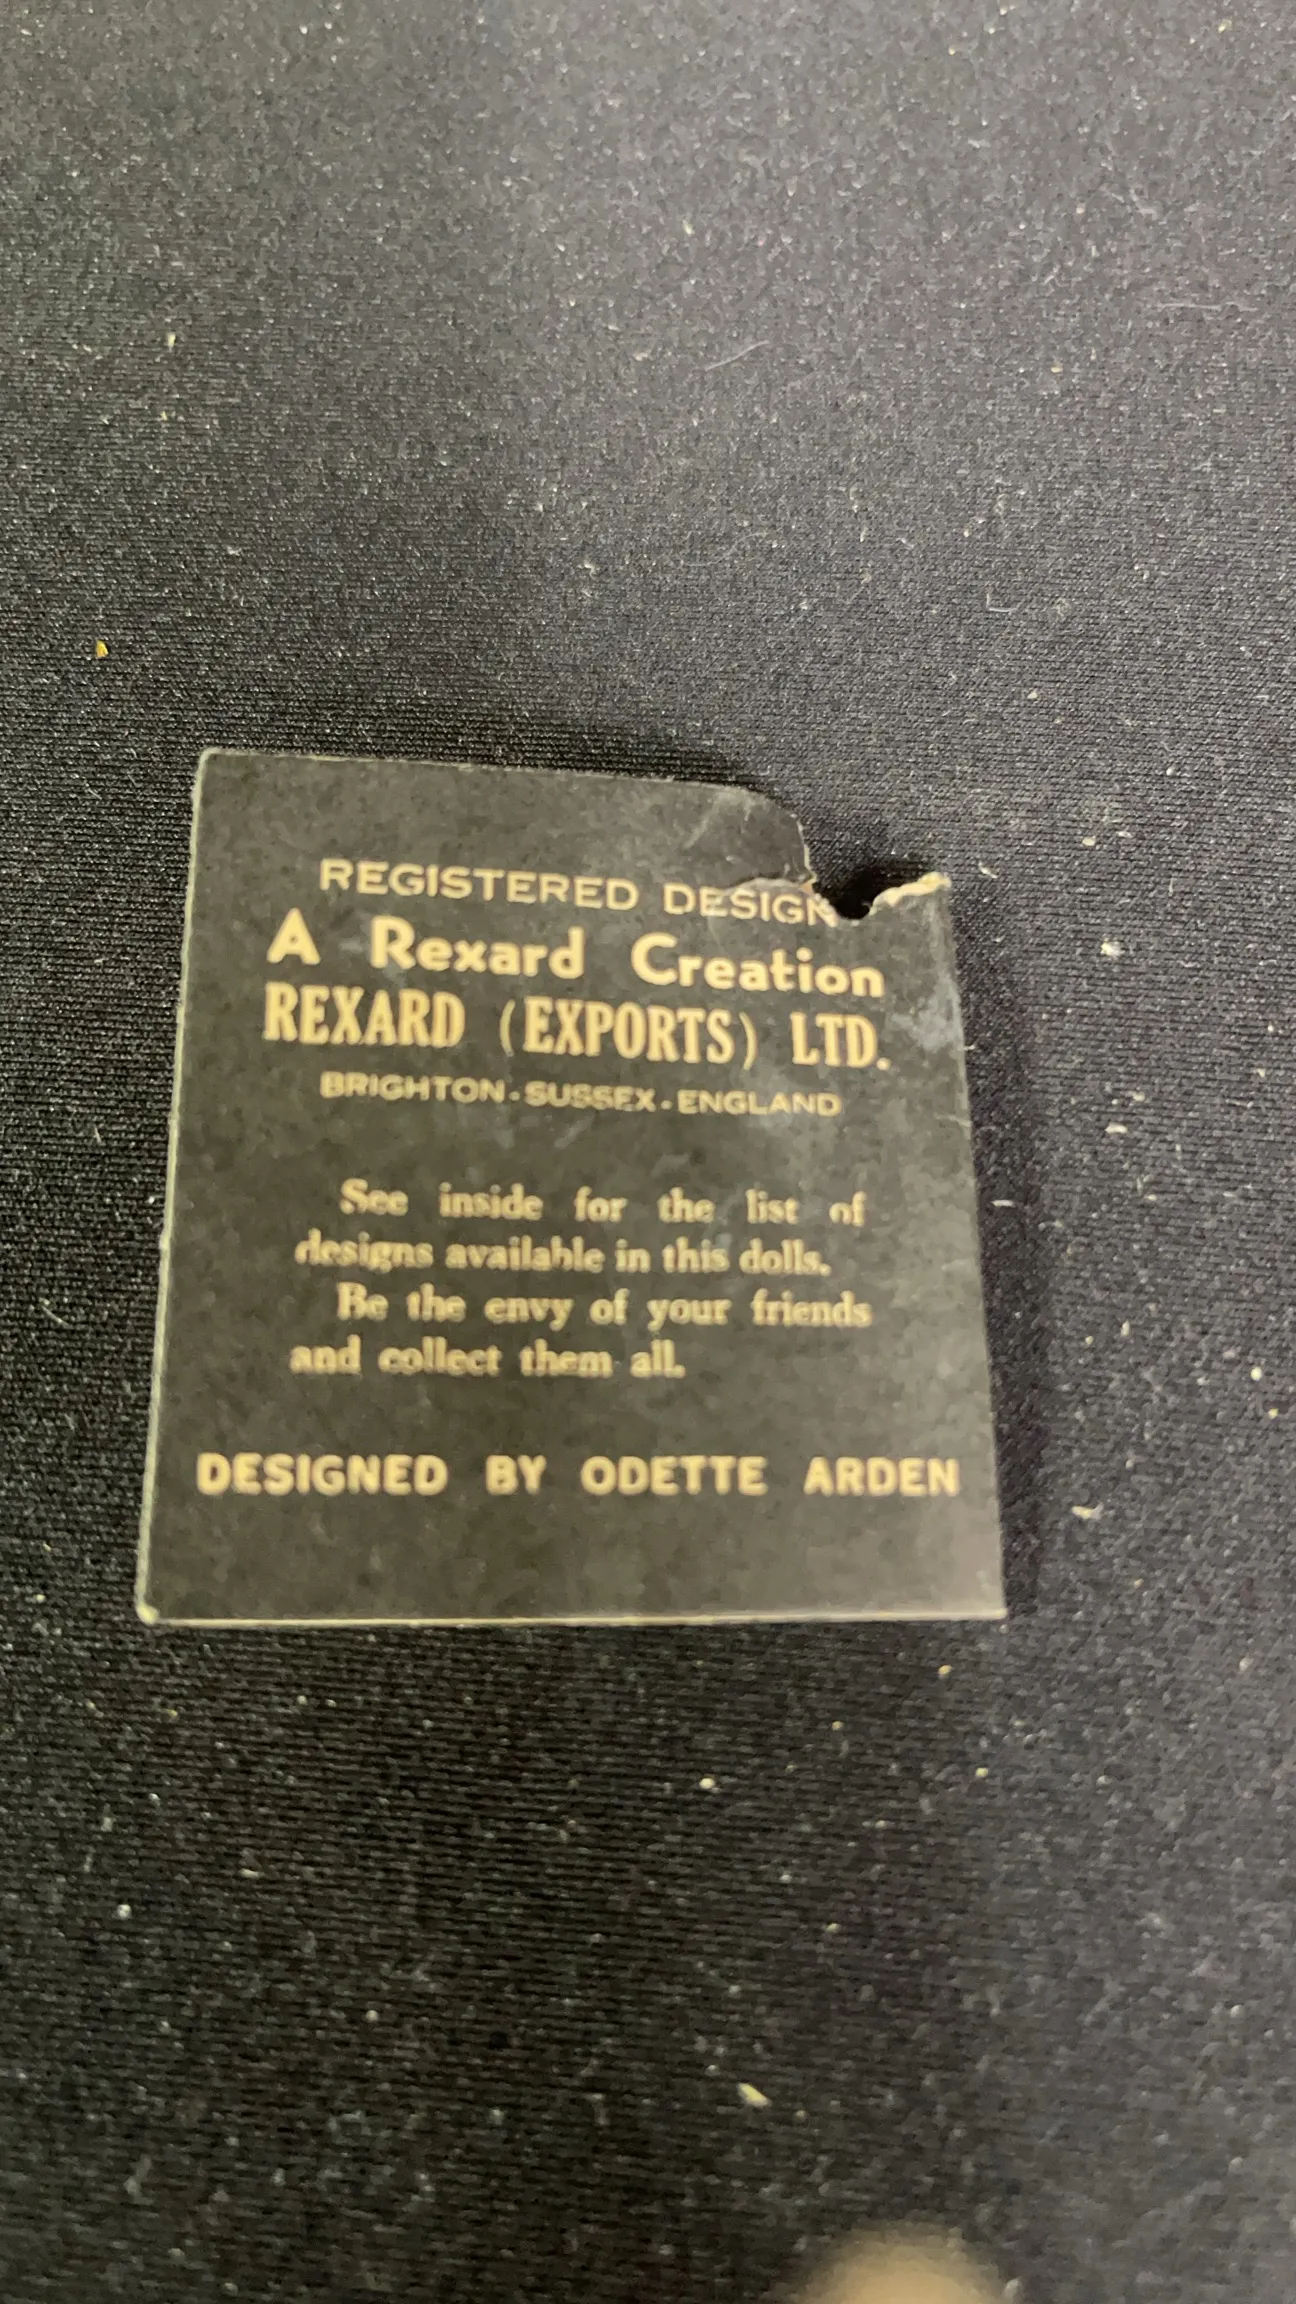 REGISTERED DESIGN
A Rexard Creation
REXARD (EXPORTS) LTD.
BRIGHTON-SUSSEX-ENGLAND
See inside for the list of
designs available in this dolls.
Be the envy of your friends
and collect them all.
DESIGNED BY ODETTE ARDEN